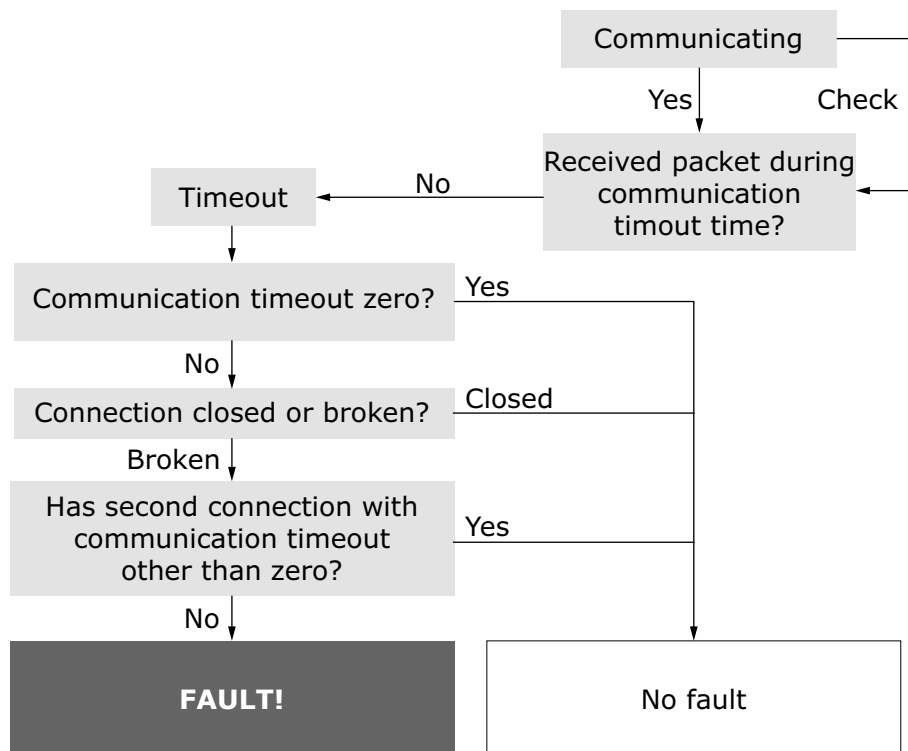 Communicating
Yes
Check
Received packet during
communication
timout time?
No
Timeout
Communication timeout zero?
Yes
No
Connection closed or broken?
Closed
Broken
Has second connection with
communication timeout
other than zero?
Yes
No
FAULT!
No fault